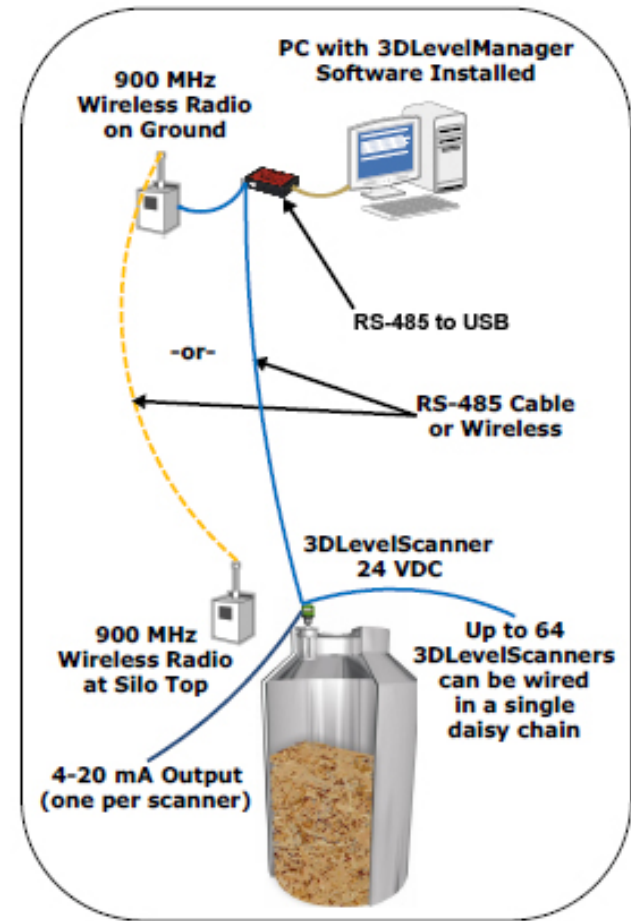 PC with 3DLevelManager
Software Installed
900 MHz
Wireless Radio
on Ground
RS-485 to USB
-or-
RS-485 Cable
or Wireless
3DLevelScanner
24 VDC
900 MHz
Wireless Radio
at Silo Top
Up to 64
3DLevelScanners
can be wired
in a single
daisy chain
4-20 mA Output
(one per scanner)